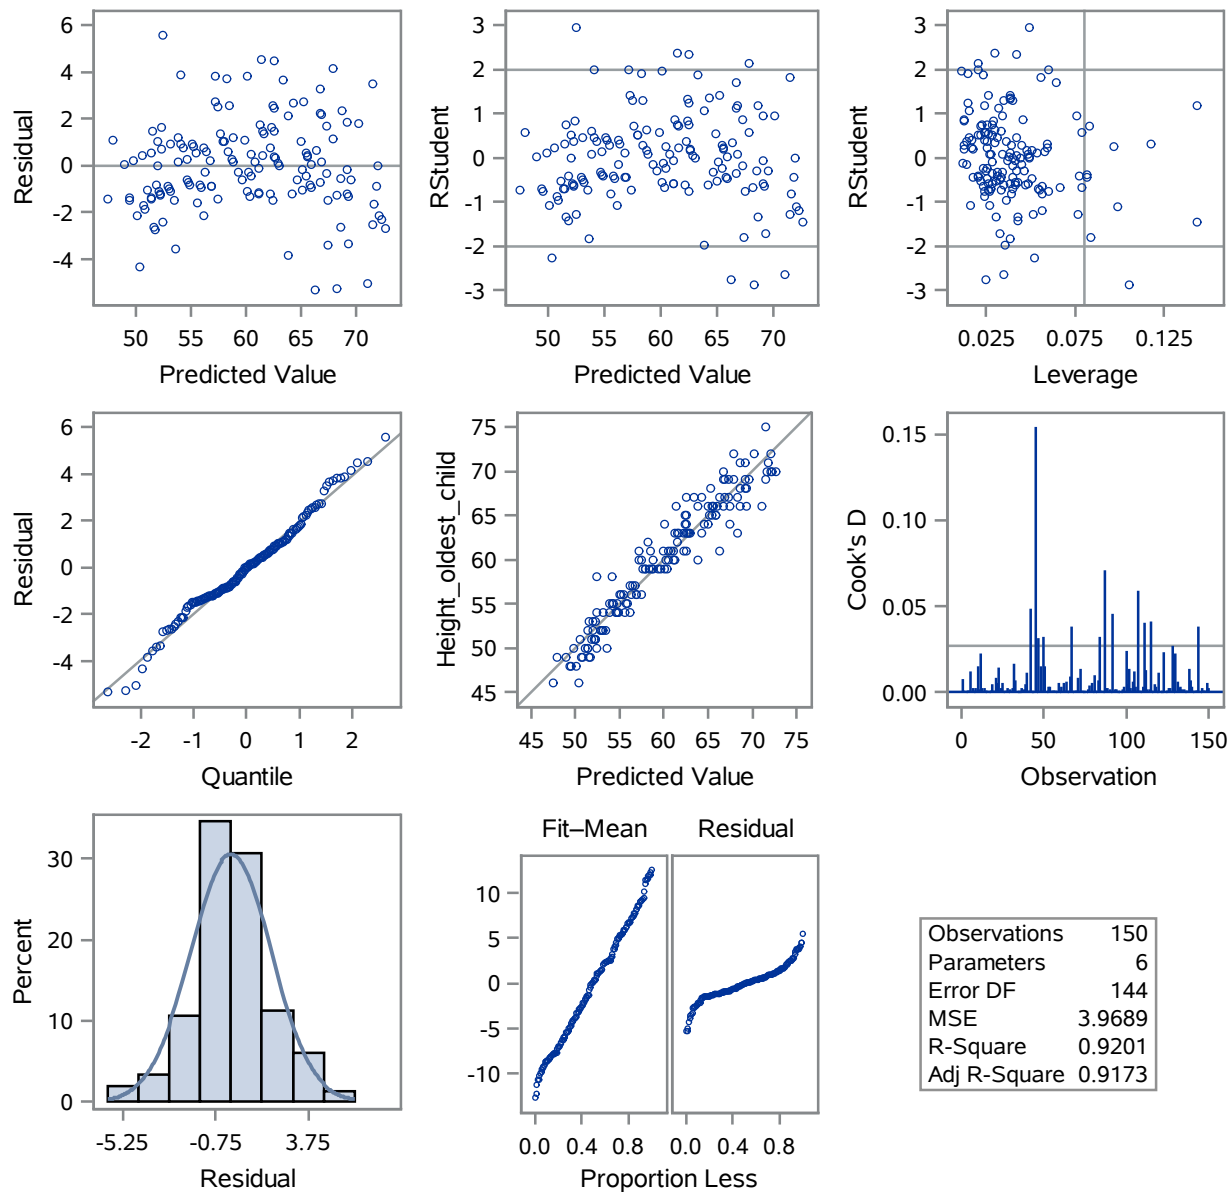 6
4
2
0
-2
-4
Residual
50 55 60 65 70
Predicted Value
3
2
1
0
-1
-2
-3
RStudent
50 55 60 65 70
Predicted Value
3
2
1
0
-1
-2
-3
RStudent
0.025 0.075 0.125
Leverage
6
4
2
0
-2
-4
Residual
-2 -1 0 1 2
Quantile
75
70
65
60
55
50
45
Height_oldest_child
45 50 55 60 65 70 75
Predicted Value
0.15
0.10
0.05
0.00
Cook's D
0 50 100 150
Observation
30
20
10
0
Percent
-5.25 -0.75 3.75
Residual
Fit–Mean Residual
10
5
0
-5
-10
0.0 0.4 0.8 0.0 0.4 0.8
Proportion Less
Observations 150
Parameters 6
Error DF 144
MSE 3.9689
R-Square 0.9201
Adj R-Square 0.9173